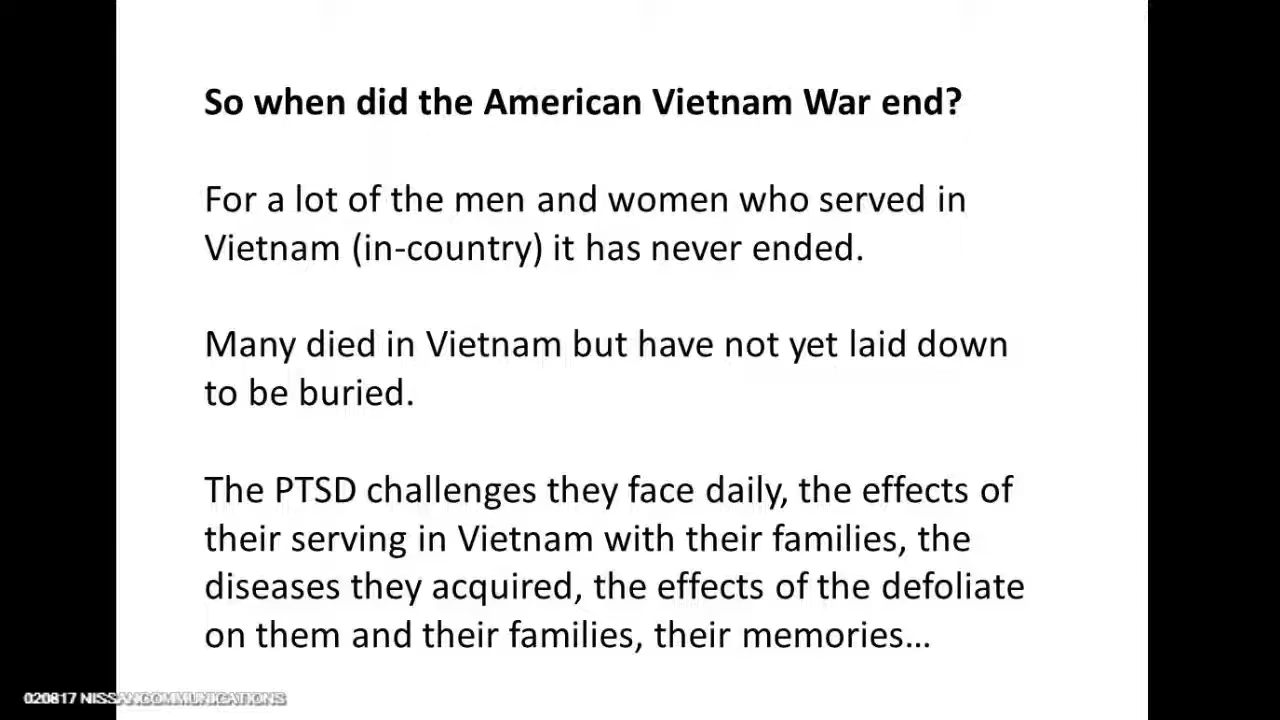 So when did the American Vietnam War end?
For a lot of the men and women who served in
Vietnam (in-country) it has never ended.
Many died in Vietnam but have not yet laid down
to be buried.
The PTSD challenges they face daily, the effects of
their serving in Vietnam with their families, the
diseases they acquired, the effects of the defoliate
on them and their families, their memories…
020817 NISSANCOMMUNICATIONS